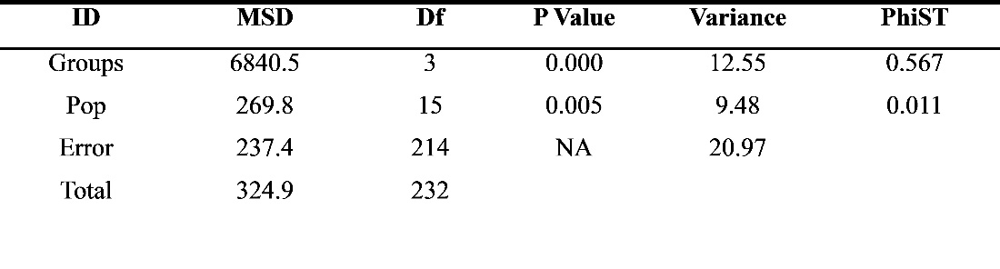 ID MSD Df P Value Variance PhiST
Groups 6840.5 3 0.000 12.55 0.567
Pop 269.8 15 0.005 9.48 0.011
Error 237.4 214 NA 20.97
Total 324.9 232